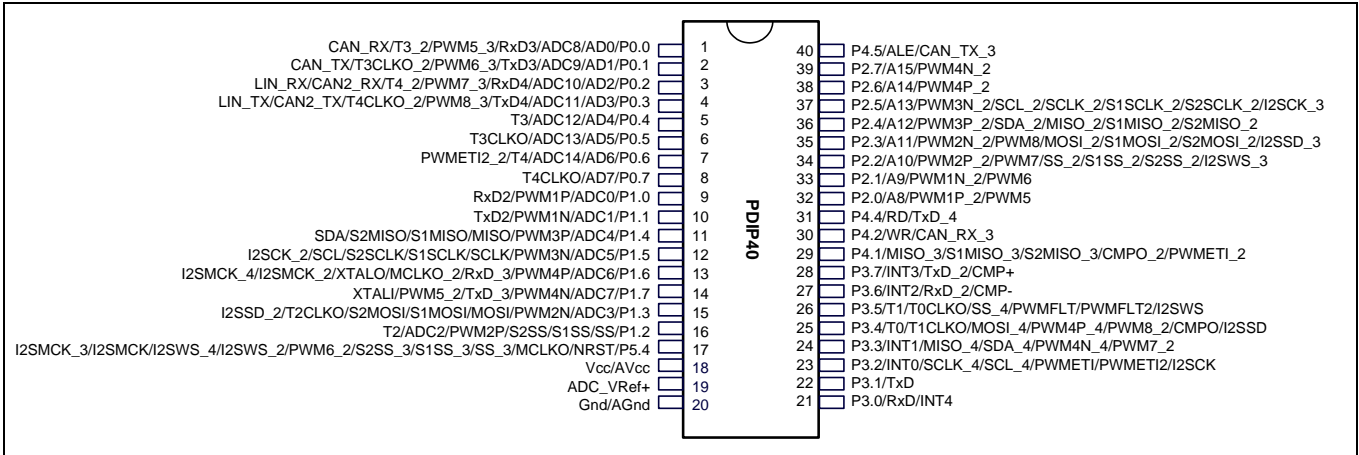 CAN_RX/T3_2/PWM5_3/RxD3/ADC8/AD0/P0.0 1
CAN_TX/T3CLKO_2/PWM6_3/TxD3/ADC9/AD1/P0.1 2
LIN_RX/CAN2_RX/T4_2/PWM7_3/RxD4/ADC10/AD2/P0.2 3
LIN_TX/CAN2_TX/T4CLKO_2/PWM8_3/TxD4/ADC11/AD3/P0.3 4
T3/ADC12/AD4/P0.4 5
T3CLKO/ADC13/AD5/P0.5 6
PWMETI2_2/T4/ADC14/AD6/P0.6 7
T4CLKO/AD7/P0.7 8
RxD2/PWM1P/ADC0/P1.0 9
TxD2/PWM1N/ADC1/P1.1 10
SDA/S2MISO/S1MISO/MISO/PWM3P/ADC4/P1.4 11
I2SCK_2/SCL/S2SCLK/S1SCLK/SCLK/PWM3N/ADC5/P1.5 12
I2SMCK_4/I2SMCK_2/XTALO/MCLKO_2/RxD_3/PWM4P/ADC6/P1.6 13
XTALI/PWM5_2/TxD_3/PWM4N/ADC7/P1.7 14
I2SSD_2/T2CLKO/S2MOSI/S1MOSI/MOSI/PWM2N/ADC3/P1.3 15
T2/ADC2/PWM2P/S2SS/S1SS/SS/P1.2 16
I2SMCK_3/I2SMCK/I2SWS_4/I2SWS_2/PWM6_2/S2SS_3/S1SS_3/SS_3/MCLKO/NRST/P5.4 17
Vcc/AVcc 18
ADC_VRef+ 19
Gnd/AGnd 20
PDIP40
40 P4.5/ALE/CAN_TX_3
39 P2.7/A15/PWM4N_2
38 P2.6/A14/PWM4P_2
37 P2.5/A13/PWM3N_2/SCL_2/SCLK_2/S1SCLK_2/S2SCLK_2/I2SCK_3
36 P2.4/A12/PWM3P_2/SDA_2/MISO_2/S1MISO_2/S2MISO_2
35 P2.3/A11/PWM2N_2/PWM8/MOSI_2/S1MOSI_2/S2MOSI_2/I2SSD_3
34 P2.2/A10/PWM2P_2/PWM7/SS_2/S1SS_2/S2SS_2/I2SWS_3
33 P2.1/A9/PWM1N_2/PWM6
32 P2.0/A8/PWM1P_2/PWM5
31 P4.4/RD/TxD_4
30 P4.2/WR/CAN_RX_3
29 P4.1/MISO_3/S1MISO_3/S2MISO_3/CMPO_2/PWMETI_2
28 P3.7/INT3/TxD_2/CMP+
27 P3.6/INT2/RxD_2/CMP-
26 P3.5/T1/T0CLKO/SS_4/PWMFLT/PWMFLT2/I2SWS
25 P3.4/T0/T1CLKO/MOSI_4/PWM4P_4/PWM8_2/CMPO/I2SSD
24 P3.3/INT1/MISO_4/SDA_4/PWM4N_4/PWM7_2
23 P3.2/INT0/SCLK_4/SCL_4/PWMETI/PWMETI2/I2SCK
22 P3.1/TxD
21 P3.0/RxD/INT4